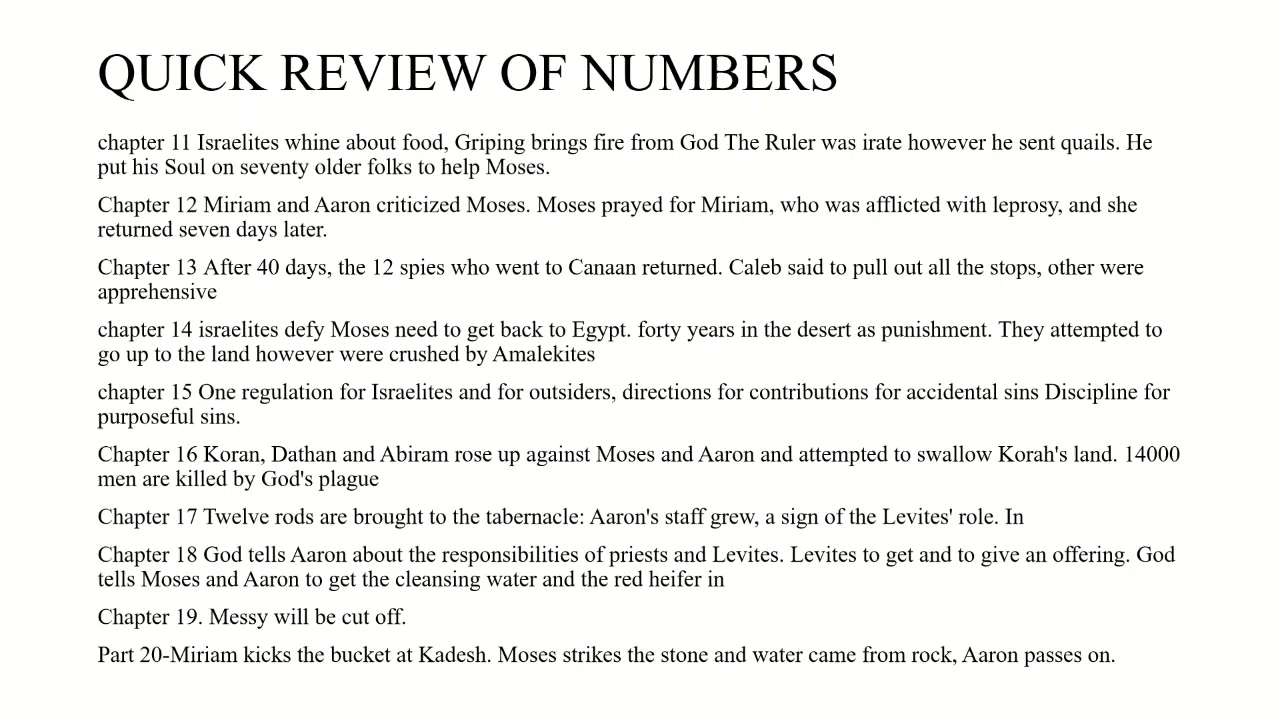 QUICK REVIEW OF NUMBERS
chapter 11 Israelites whine about food, Griping brings fire from God The Ruler was irate however he sent quails. He
put his Soul on seventy older folks to help Moses.
Chapter 12 Miriam and Aaron criticized Moses. Moses prayed for Miriam, who was afflicted with leprosy, and she
returned seven days later.
Chapter 13 After 40 days, the 12 spies who went to Canaan returned. Caleb said to pull out all the stops, other were
apprehensive
chapter 14 israelites defy Moses need to get back to Egypt. forty years in the desert as punishment. They attempted to
go up to the land however were crushed by Amalekites
chapter 15 One regulation for Israelites and for outsiders, directions for contributions for accidental sins Discipline for
purposeful sins.
Chapter 16 Koran, Dathan and Abiram rose up against Moses and Aaron and attempted to swallow Korah's land. 14000
men are killed by God's plague
Chapter 17 Twelve rods are brought to the tabernacle: Aaron's staff grew, a sign of the Levites' role. In
Chapter 18 God tells Aaron about the responsibilities of priests and Levites. Levites to get and to give an offering. God
tells Moses and Aaron to get the cleansing water and the red heifer in
Chapter 19. Messy will be cut off.
Part 20-Miriam kicks the bucket at Kadesh. Moses strikes the stone and water came from rock, Aaron passes on.